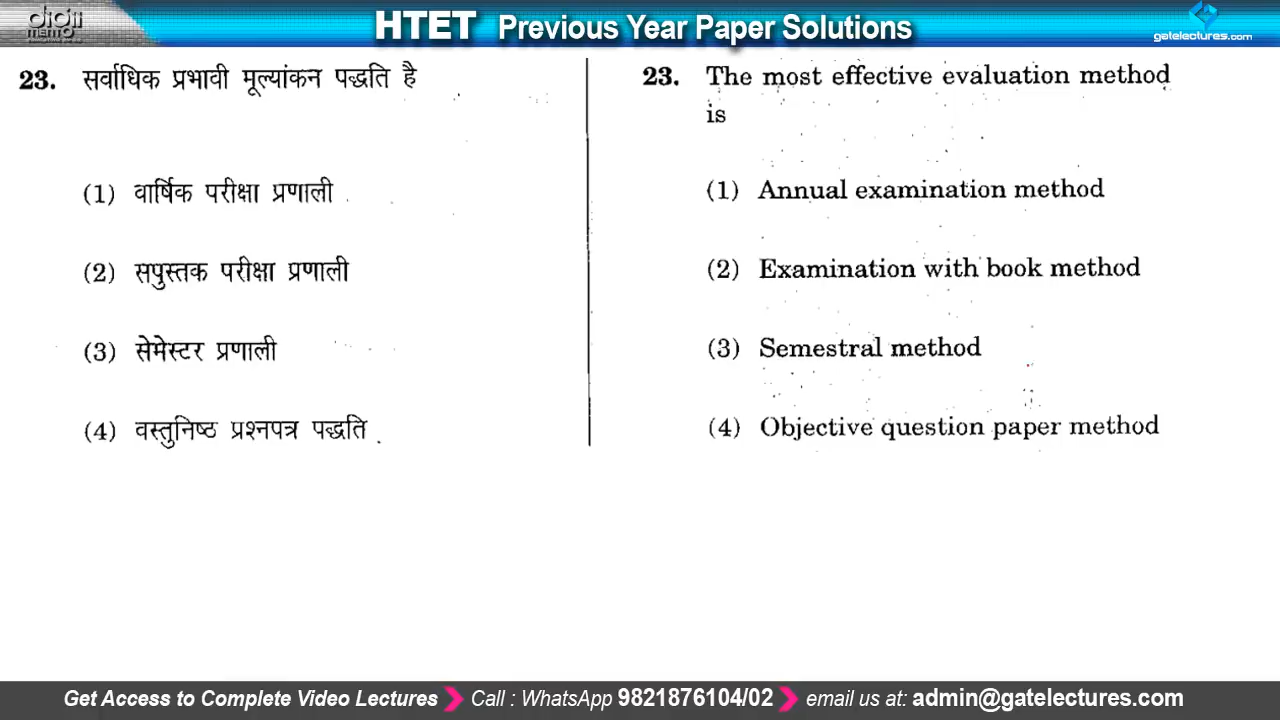 digii
MENTO
HTET Previous Year Paper Solutions
gatelectures.com
23. सर्वाधिक प्रभावी मूल्यांकन पद्धति है
(1) वार्षिक परीक्षा प्रणाली
(2) सपुस्तक परीक्षा प्रणाली
(3) सेमेस्टर प्रणाली
(4) वस्तुनिष्ठ प्रश्नपत्र पद्धति
23. The most effective evaluation method
is
(1) Annual examination method
(2) Examination with book method
(3) Semestral method
(4) Objective question paper method
Get Access to Complete Video Lectures Call : WhatsApp 9821876104/02 email us at: admin@gatelectures.com